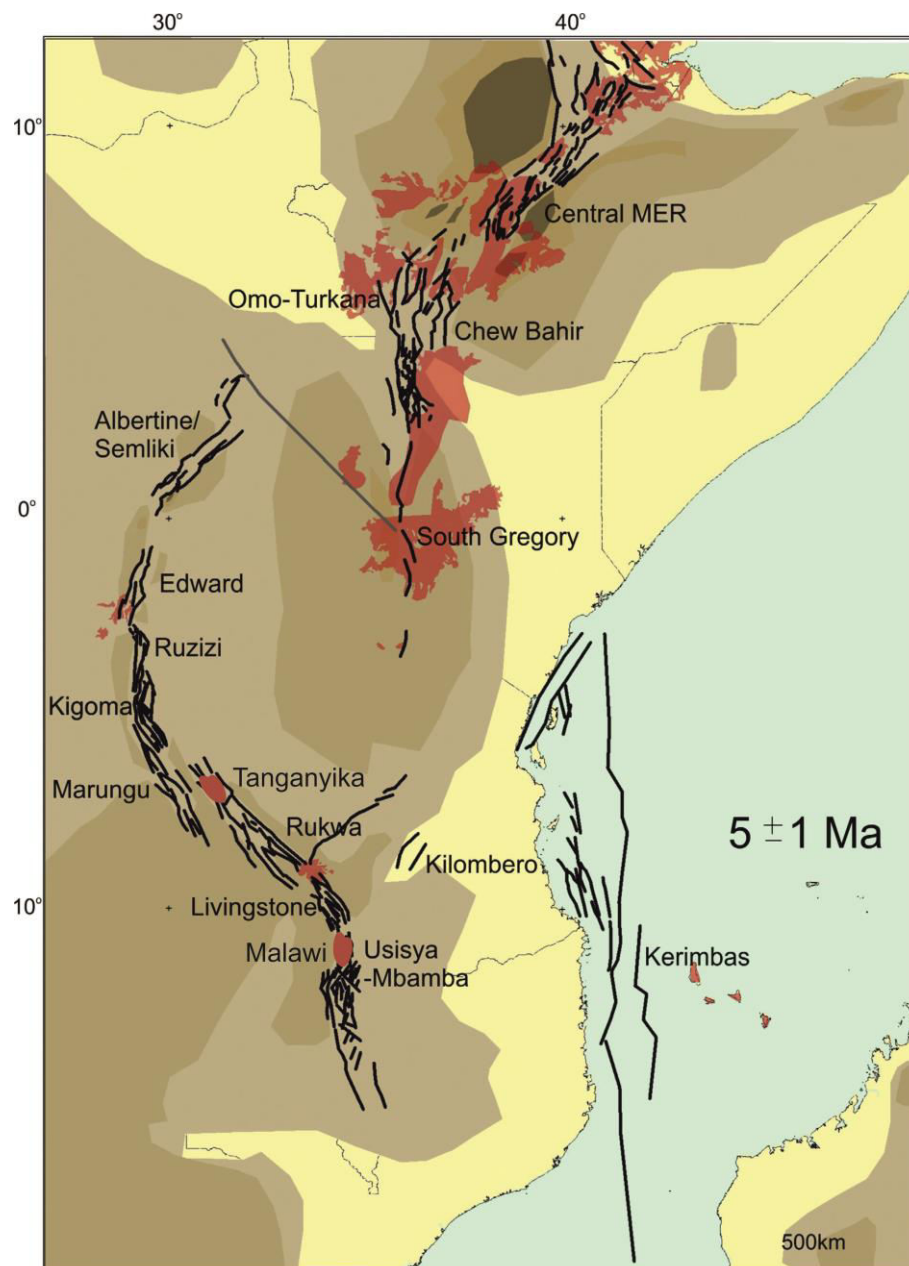 30°
40°
10°
Central MER
Omo-Turkana
Chew Bahir
Albertine/
Semliki
0°
South Gregory
Edward
Ruzizi
Kigoma
Tanganyika
Marungu
Rukwa
5 ± 1 Ma
Kilombero
10°
Livingstone
Malawi
Usisya
-Mbamba
Kerimbas
500km